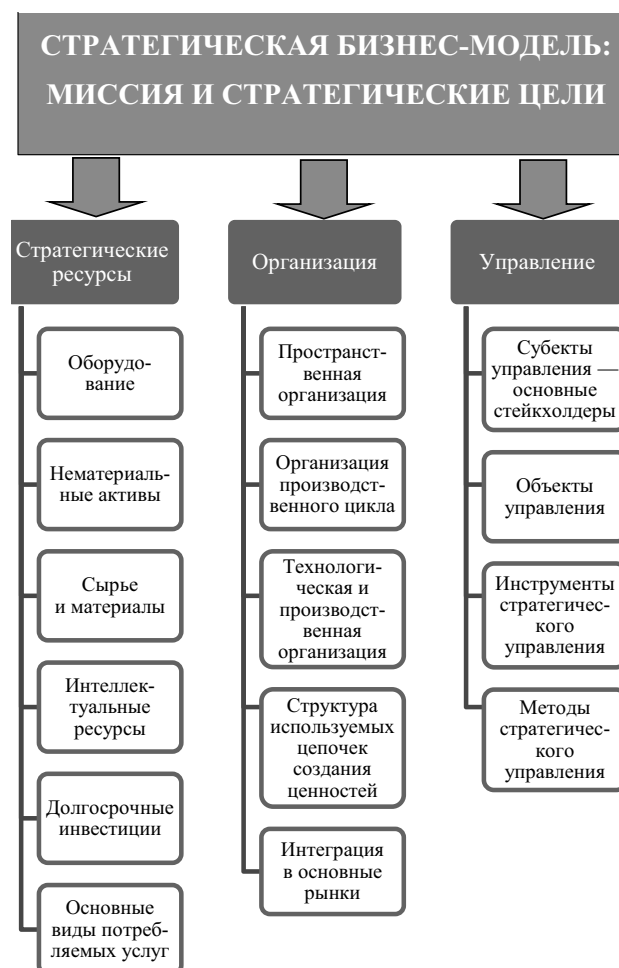 СТРАТЕГИЧЕСКАЯ БИЗНЕС-МОДЕЛЬ:
МИССИЯ И СТРАТЕГИЧЕСКИЕ ЦЕЛИ
Стратегические
ресурсы
Оборудо-
вание
Нематериаль-
ные активы
Сырье
и материалы
Интеллек-
туальные
ресурсы
Долгосрочные
инвестиции
Основные
виды потреб-
ляемых услуг
Организация
Пространст-
венная
организация
Организация
производст-
венного цикла
Технологи-
ческая и
производст-
венная
организация
Структура
используемых
цепочек
создания
ценностей
Интеграция
в основные
рынки
Управление
Субекты
управления —
основные
стейкхолдеры
Объекты
управления
Инструменты
стратегичес-
кого
управления
Методы
стратегичес-
кого
управления